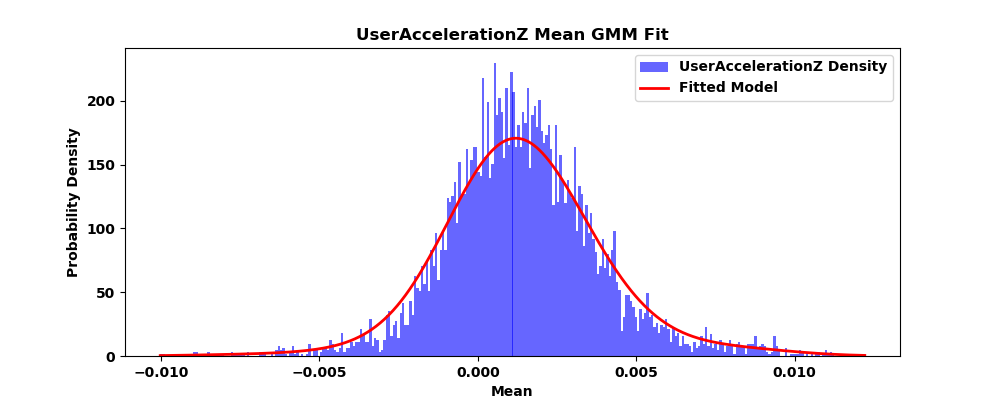 UserAccelerationZ Mean GMM Fit
UserAccelerationZ Density
Fitted Model
Probability Density
200
150
100
50
0
−0.010 −0.005 0.000 0.005 0.010
Mean